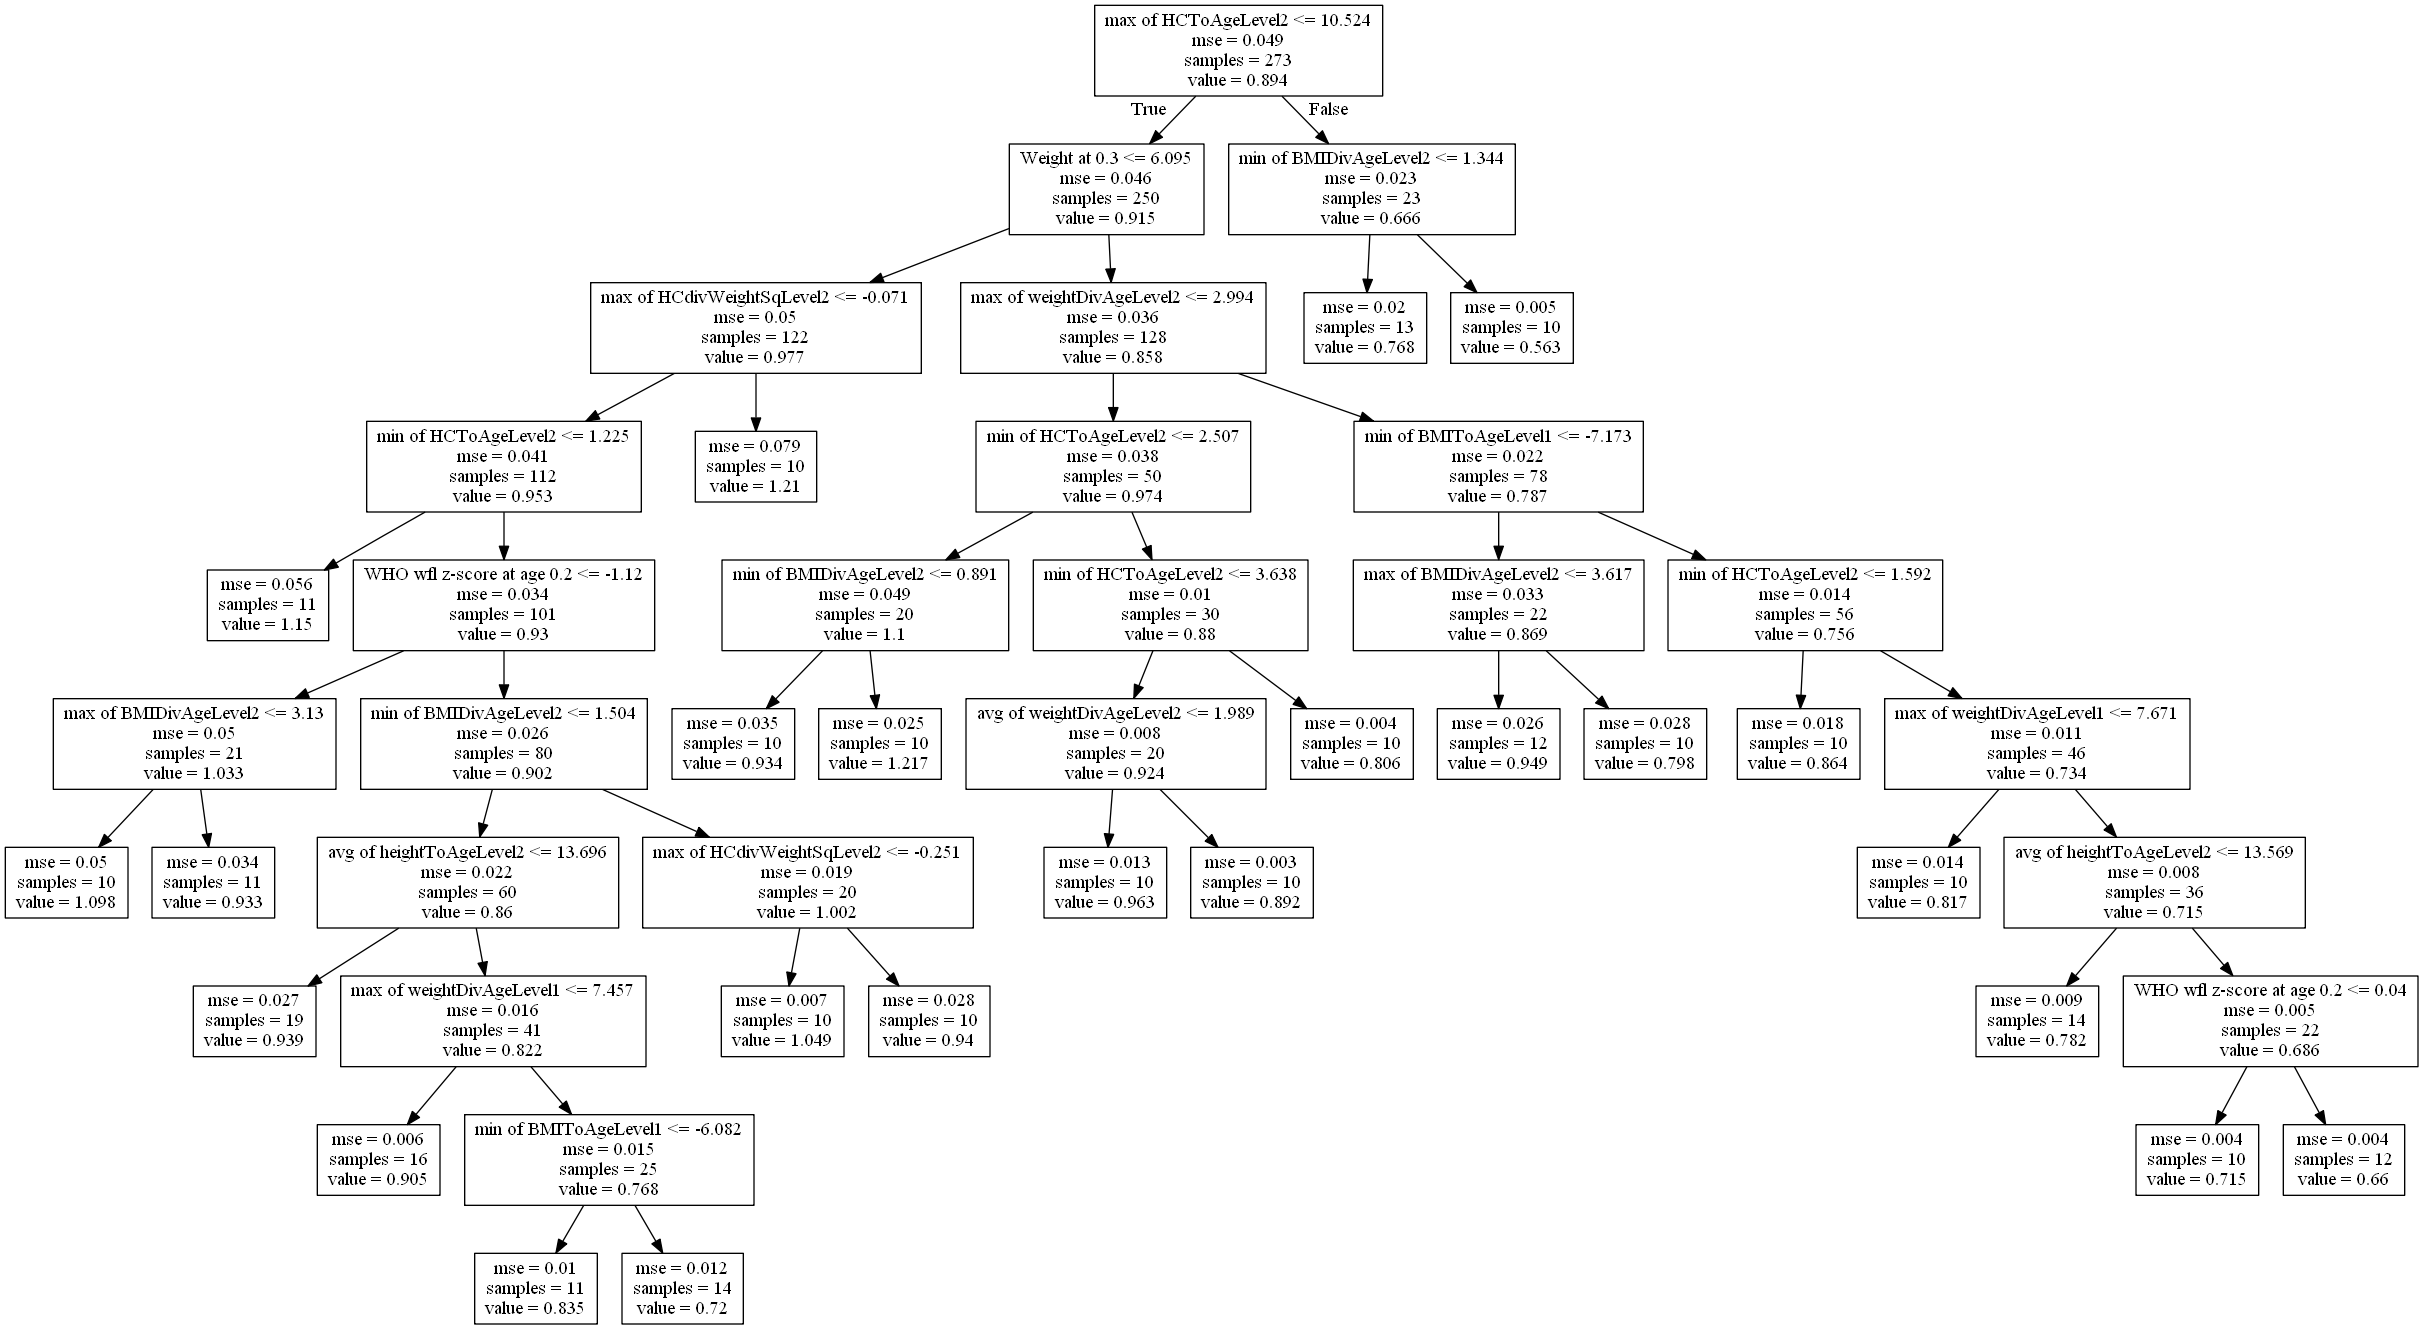 max of HCToAgeLevel2 <= 10.524
mse = 0.049
samples = 273
value = 0.894
True
False
Weight at 0.3 <= 6.095
mse = 0.046
samples = 250
value = 0.915
min of BMIDivAgeLevel2 <= 1.344
mse = 0.023
samples = 23
value = 0.666
max of HCdivWeightSqLevel2 <= -0.071
mse = 0.05
samples = 122
value = 0.977
max of weightDivAgeLevel2 <= 2.994
mse = 0.036
samples = 128
value = 0.858
mse = 0.02
samples = 13
value = 0.768
mse = 0.005
samples = 10
value = 0.563
min of HCToAgeLevel2 <= 1.225
mse = 0.041
samples = 112
value = 0.953
mse = 0.079
samples = 10
value = 1.21
min of HCToAgeLevel2 <= 2.507
mse = 0.038
samples = 50
value = 0.974
min of BMIToAgeLevel1 <= -7.173
mse = 0.022
samples = 78
value = 0.787
mse = 0.056
samples = 11
value = 1.15
WHO wfl z-score at age 0.2 <= -1.12
mse = 0.034
samples = 101
value = 0.93
min of BMIDivAgeLevel2 <= 0.891
mse = 0.049
samples = 20
value = 1.1
min of HCToAgeLevel2 <= 3.638
mse = 0.01
samples = 30
value = 0.88
max of BMIDivAgeLevel2 <= 3.617
mse = 0.033
samples = 22
value = 0.869
min of HCToAgeLevel2 <= 1.592
mse = 0.014
samples = 56
value = 0.756
max of BMIDivAgeLevel2 <= 3.13
mse = 0.05
samples = 21
value = 1.033
min of BMIDivAgeLevel2 <= 1.504
mse = 0.026
samples = 80
value = 0.902
mse = 0.035
samples = 10
value = 0.934
mse = 0.025
samples = 10
value = 1.217
avg of weightDivAgeLevel2 <= 1.989
mse = 0.008
samples = 20
value = 0.924
mse = 0.004
samples = 10
value = 0.806
mse = 0.026
samples = 12
value = 0.949
mse = 0.028
samples = 10
value = 0.798
mse = 0.018
samples = 10
value = 0.864
max of weightDivAgeLevel1 <= 7.671
mse = 0.011
samples = 46
value = 0.734
mse = 0.05
samples = 10
value = 1.098
mse = 0.034
samples = 11
value = 0.933
avg of heightToAgeLevel2 <= 13.696
mse = 0.022
samples = 60
value = 0.86
max of HCdivWeightSqLevel2 <= -0.251
mse = 0.019
samples = 20
value = 1.002
mse = 0.013
samples = 10
value = 0.963
mse = 0.003
samples = 10
value = 0.892
mse = 0.014
samples = 10
value = 0.817
avg of heightToAgeLevel2 <= 13.569
mse = 0.008
samples = 36
value = 0.715
mse = 0.027
samples = 19
value = 0.939
max of weightDivAgeLevel1 <= 7.457
mse = 0.016
samples = 41
value = 0.822
mse = 0.007
samples = 10
value = 1.049
mse = 0.028
samples = 10
value = 0.94
mse = 0.009
samples = 14
value = 0.782
WHO wfl z-score at age 0.2 <= 0.04
mse = 0.005
samples = 22
value = 0.686
mse = 0.006
samples = 16
value = 0.905
min of BMIToAgeLevel1 <= -6.082
mse = 0.015
samples = 25
value = 0.768
mse = 0.004
samples = 10
value = 0.715
mse = 0.004
samples = 12
value = 0.66
mse = 0.01
samples = 11
value = 0.835
mse = 0.012
samples = 14
value = 0.72